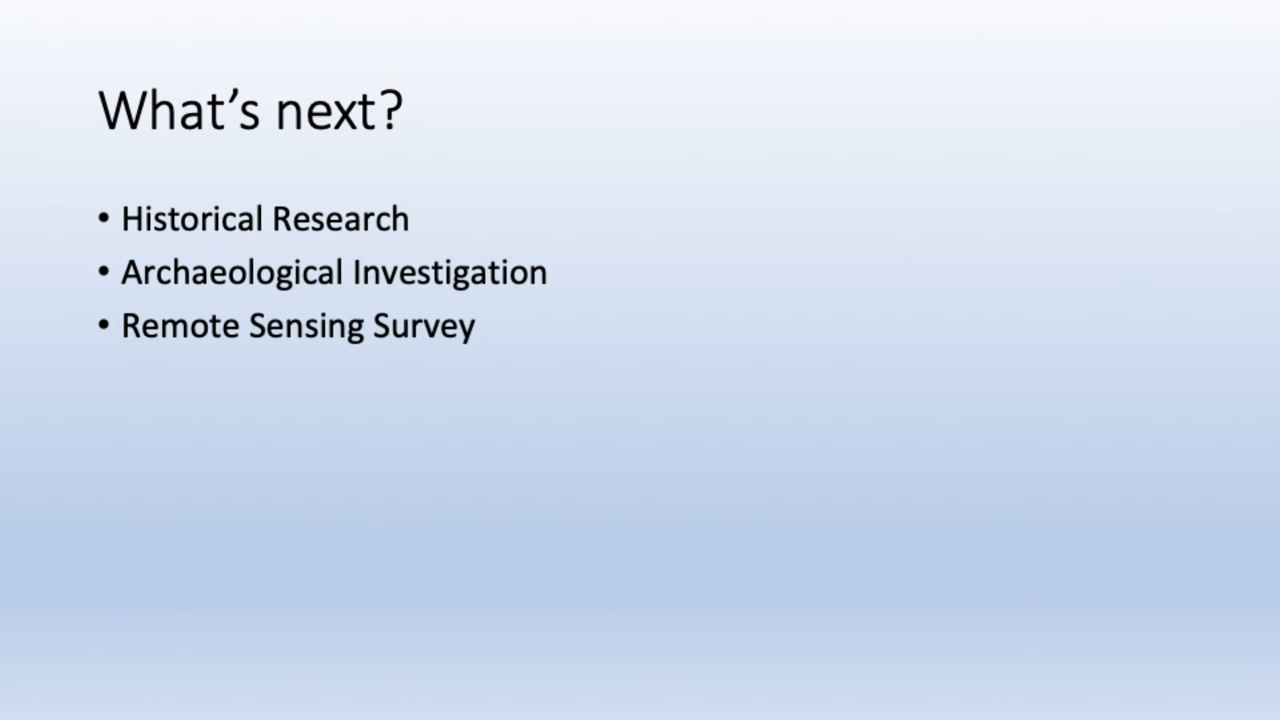 What’s next?
• Historical Research
• Archaeological Investigation
• Remote Sensing Survey